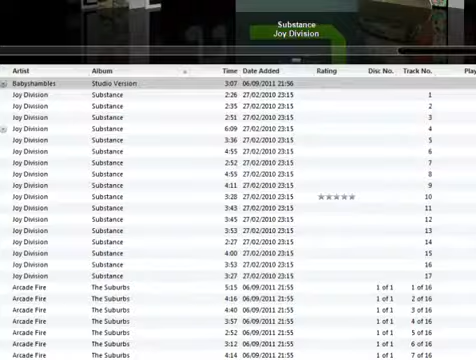 Substance
Joy Division
Artist Album Time Date Added Rating Disc No. Track No. Play
Babyshambles Studio Version 3:07 06/09/2011 21:56
Joy Division Substance 2:26 27/02/2010 23:15 1
Joy Division Substance 2:35 27/02/2010 23:15 2
Joy Division Substance 2:51 27/02/2010 23:15 3
Joy Division Substance 6:09 27/02/2010 23:15 4
Joy Division Substance 3:36 27/02/2010 23:15 5
Joy Division Substance 4:55 27/02/2010 23:15 6
Joy Division Substance 2:52 27/02/2010 23:15 7
Joy Division Substance 4:55 27/02/2010 23:15 8
Joy Division Substance 4:11 27/02/2010 23:15 9
Joy Division Substance 3:28 27/02/2010 23:15 ★★★★★ 10
Joy Division Substance 3:43 27/02/2010 23:15 11
Joy Division Substance 3:45 27/02/2010 23:15 12
Joy Division Substance 3:53 27/02/2010 23:15 13
Joy Division Substance 2:27 27/02/2010 23:15 14
Joy Division Substance 4:00 27/02/2010 23:15 15
Joy Division Substance 3:53 27/02/2010 23:15 16
Joy Division Substance 3:27 27/02/2010 23:15 17
Arcade Fire The Suburbs 5:15 06/09/2011 21:55 1 of 1 1 of 16
Arcade Fire The Suburbs 4:16 06/09/2011 21:55 1 of 1 2 of 16
Arcade Fire The Suburbs 4:40 06/09/2011 21:55 1 of 1 3 of 16
Arcade Fire The Suburbs 3:57 06/09/2011 21:55 1 of 1 4 of 16
Arcade Fire The Suburbs 2:52 06/09/2011 21:55 1 of 1 5 of 16
Arcade Fire The Suburbs 3:12 06/09/2011 21:55 1 of 1 6 of 16
Arcade Fire The Suburbs 4:14 06/09/2011 21:55 1 of 1 7 of 16